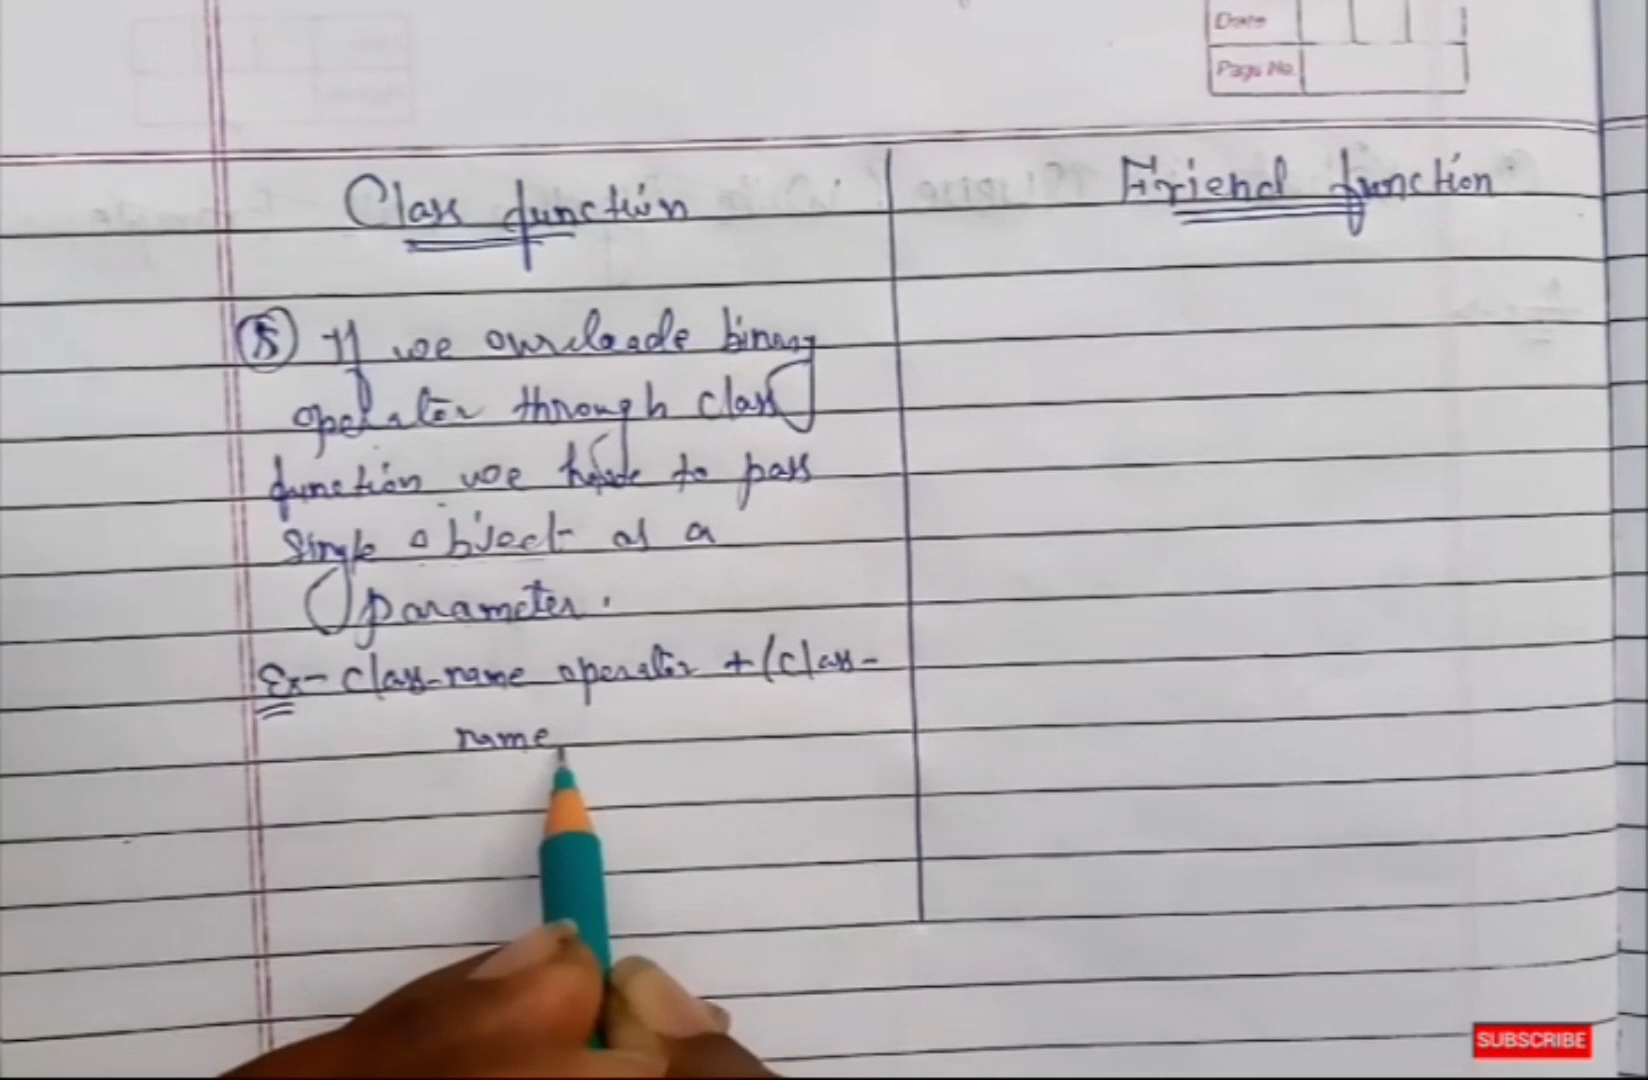 Date
Page No.
Class function
Friend function
⑤ If we overloade binary
operator through class
function we have to pass
single object as a
parameter.
Ex- class-name operator + (class-
name
SUBSCRIBE